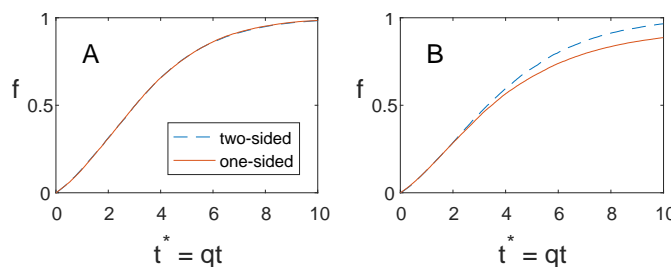 A
f
1
0.5
0
0 2 4 6 8 10
t* = qt
two-sided
one-sided
B
f
1
0.5
0
0 2 4 6 8 10
t* = qt